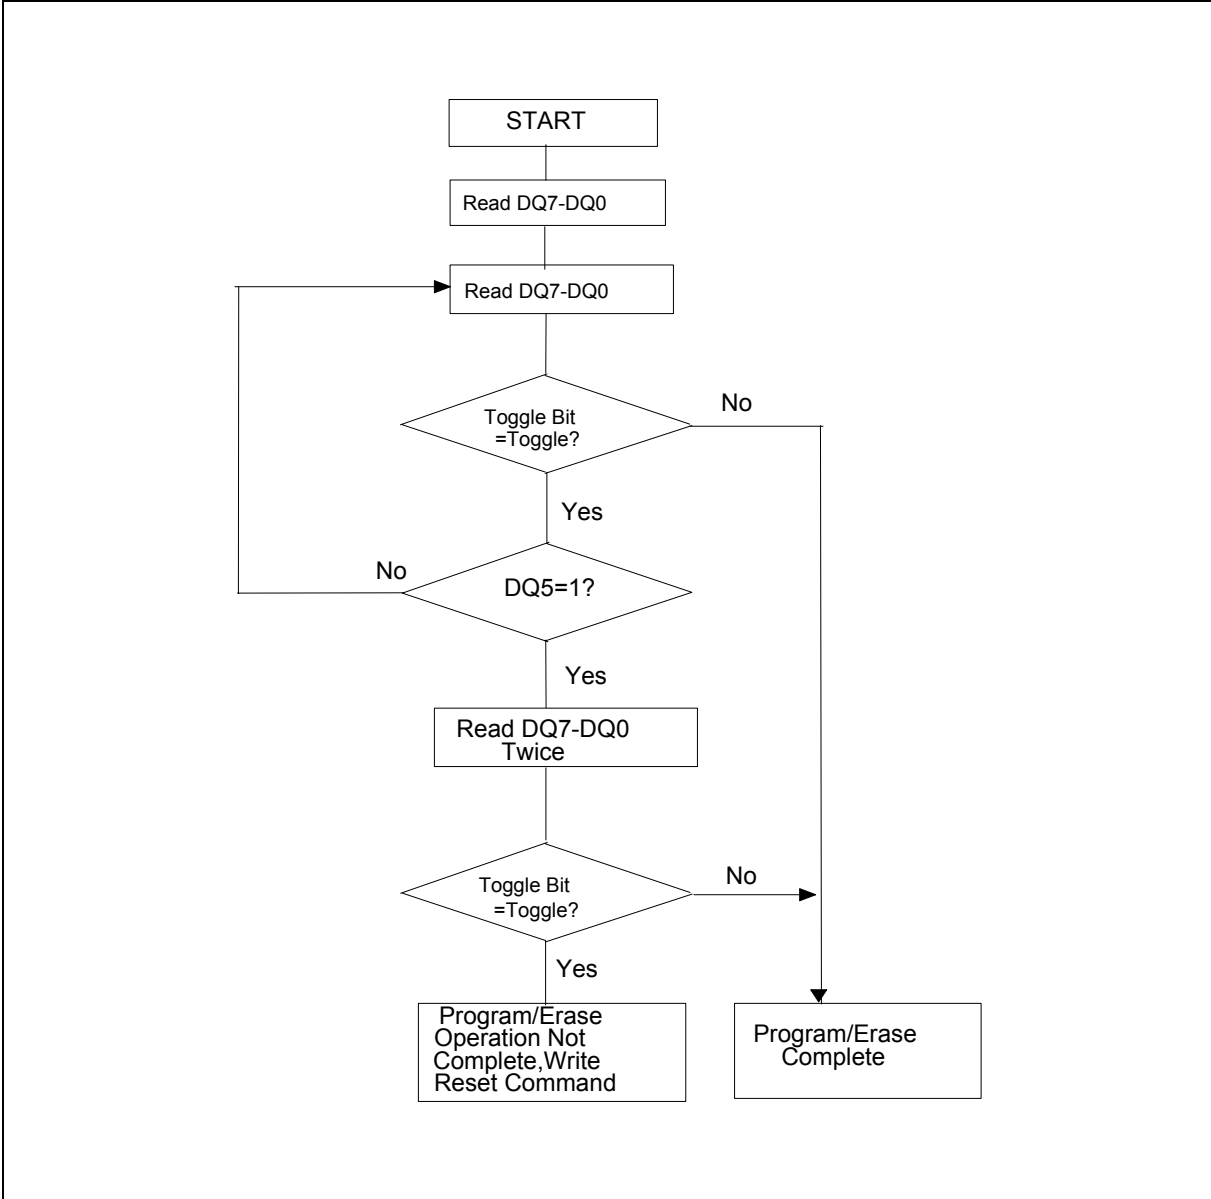 START
Read DQ7-DQ0
Read DQ7-DQ0
Toggle Bit
=Toggle?
No
Yes
No
DQ5=1?
Yes
Read DQ7-DQ0
Twice
Toggle Bit
=Toggle?
No
Yes
Program/Erase
Operation Not
Complete,Write
Reset Command
Program/Erase
Complete